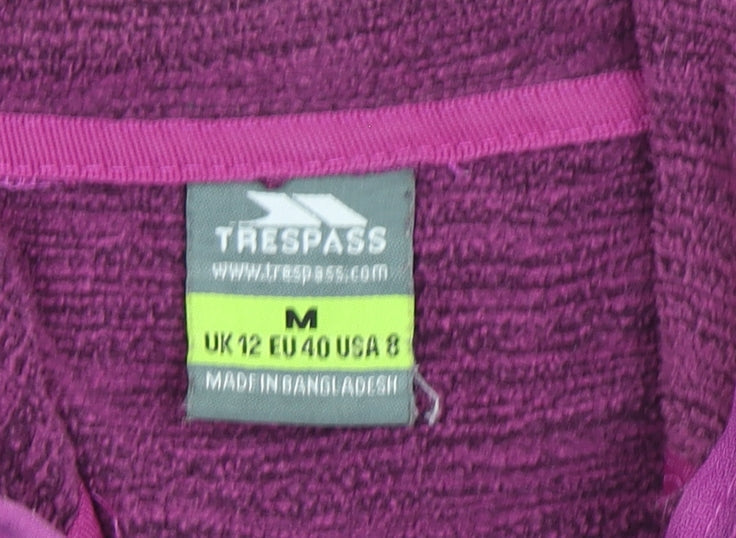 TRESPASS
www.trespass.com
M
UK 12 EU 40 USA 8
MADE IN BANGLADESH